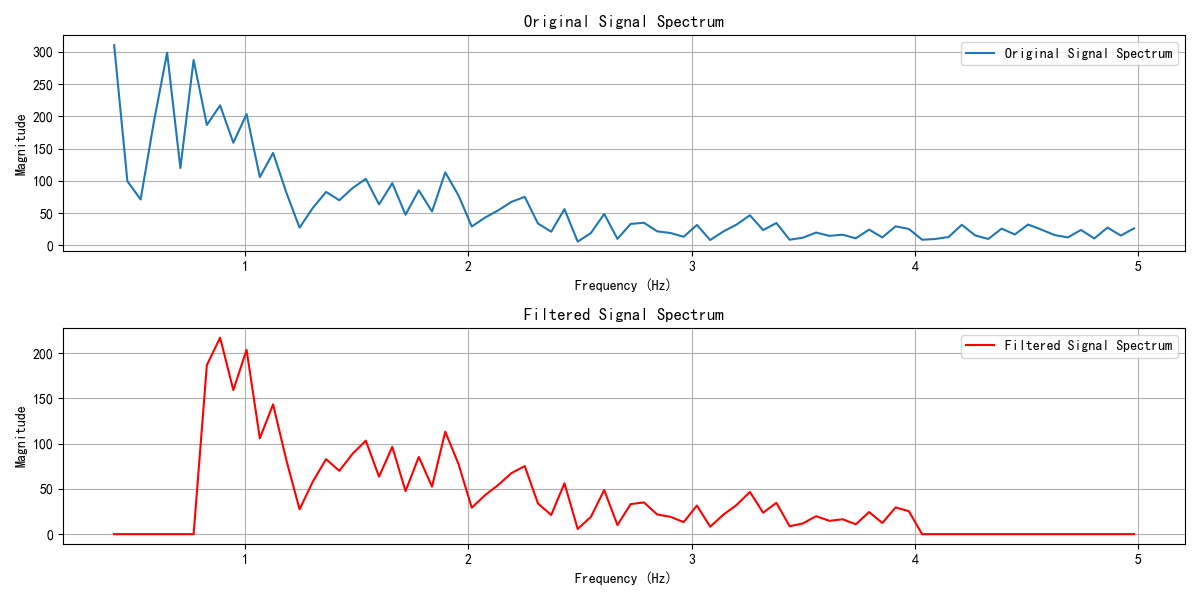 Original Signal Spectrum
300
250
200
150
100
50
0
Magnitude
Original Signal Spectrum
1 2 3 4 5
Frequency (Hz)
Filtered Signal Spectrum
200
150
100
50
0
Magnitude
Filtered Signal Spectrum
1 2 3 4 5
Frequency (Hz)